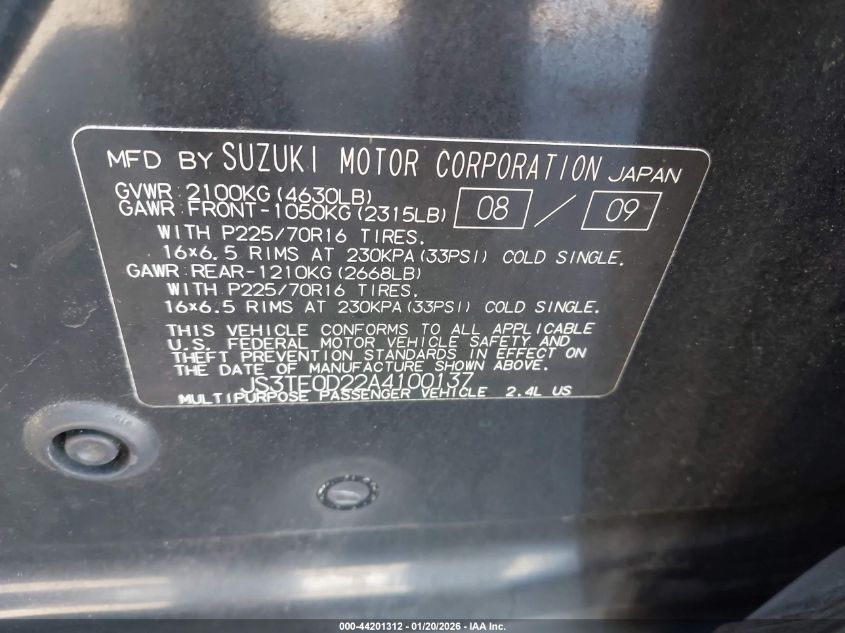 MFD BY SUZUKI MOTOR CORPORATION JAPAN
GVWR:2100KG(4630LB)
GAWR:FRONT-1050KG(2315LB) 08 / 09
WITH P225/70R16 TIRES.
16×6.5 RIMS AT 230KPA(33PSI) COLD SINGLE.
GAWR:REAR-1210KG(2668LB)
WITH P225/70R16 TIRES.
16×6.5 RIMS AT 230KPA(33PSI) COLD SINGLE.
THIS VEHICLE CONFORMS TO ALL APPLICABLE
U.S. FEDERAL MOTOR VEHICLE SAFETY AND
THEFT PREVENTION STANDARDS IN EFFECT ON
THE DATE OF MANUFACTURE SHOWN ABOVE.
JS3TE0D22A4100137
MULTIPURPOSE PASSENGER VEHICLE 2.4L US
000-44201312 - 01/20/2026 - IAA Inc.